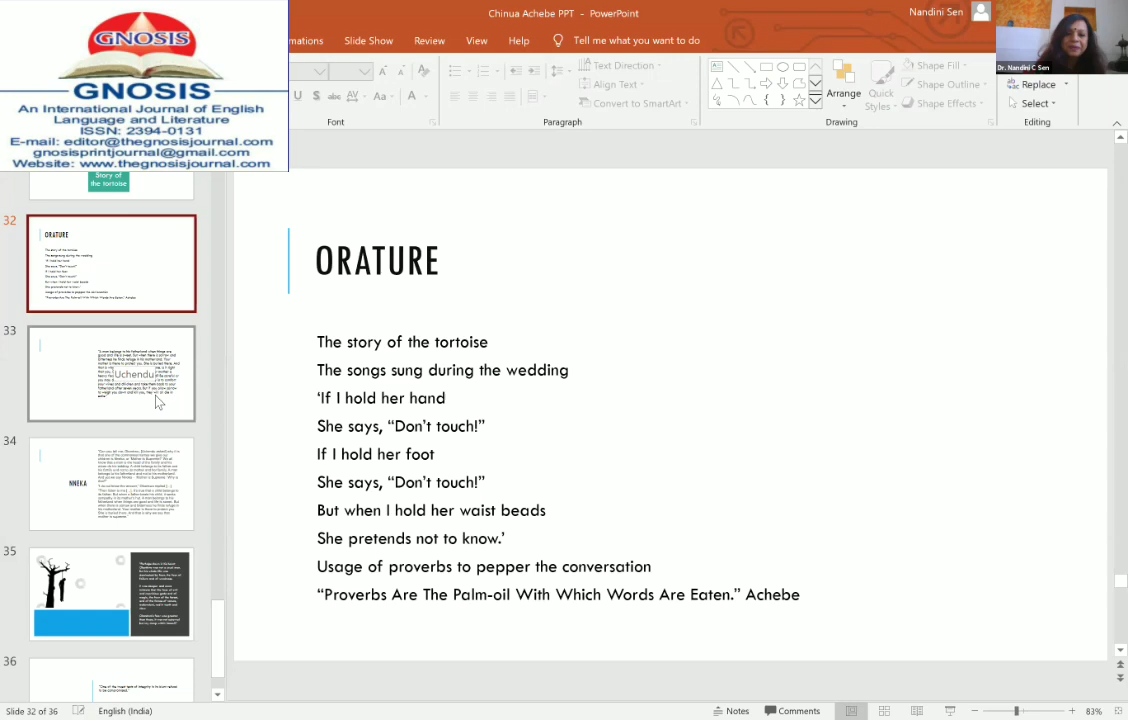 GNOSIS
GNOSIS
An International Journal of English
Language and Literature
ISSN: 2394-0131
E-mail: editor@thegnosisjournal.com
gnosisprintjournal@gmail.com
Website: www.thegnosisjournal.com
Chinua Achebe PPT - PowerPoint
Nandini Sen
Dr. Nandini C Sen
mations
Slide Show
Review
View
Help
Tell me what you want to do
Text Direction
Align Text
Convert to SmartArt
Arrange
Quick
Styles
Shape Fill
Shape Outline
Shape Effects
Replace
Select
Font
Paragraph
Drawing
Editing
Story of
the tortoise
32
ORATURE
33
Uchendu
34
NNEKA
35
36
ORATURE
The story of the tortoise
The songs sung during the wedding
‘If I hold her hand
She says, “Don’t touch!”
If I hold her foot
She says, “Don’t touch!”
But when I hold her waist beads
She pretends not to know.’
Usage of proverbs to pepper the conversation
“Proverbs Are The Palm-oil With Which Words Are Eaten.” Achebe
Slide 32 of 36
English (India)
Notes
Comments
83%